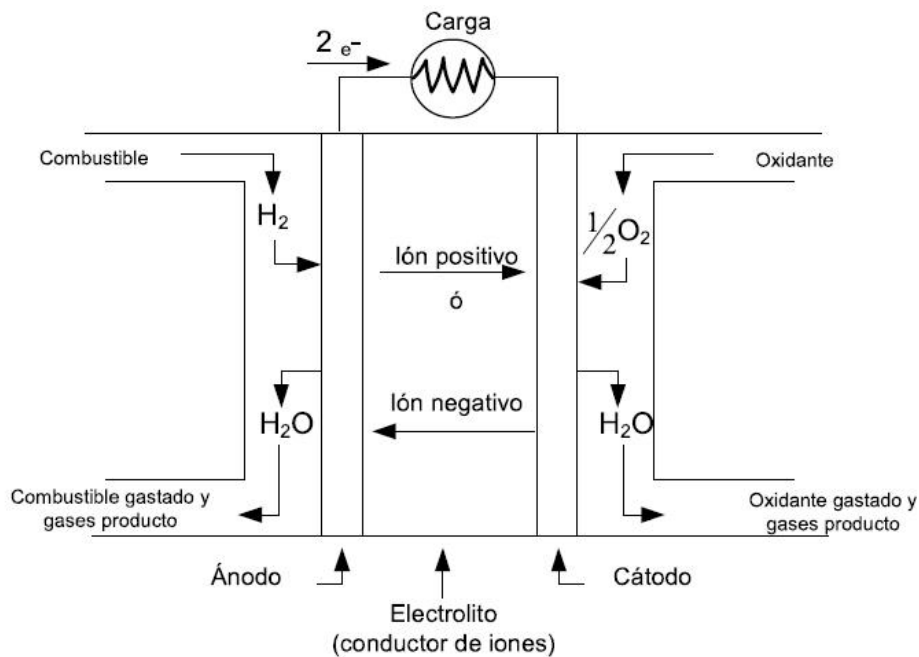 Carga
2 e-
Combustible
Oxidante
H2
1/2O2
Ión positivo
ó
Ión negativo
H2O
H2O
Combustible gastado y
gases producto
Oxidante gastado y
gases producto
Ánodo
Cátodo
Electrolito
(conductor de iones)